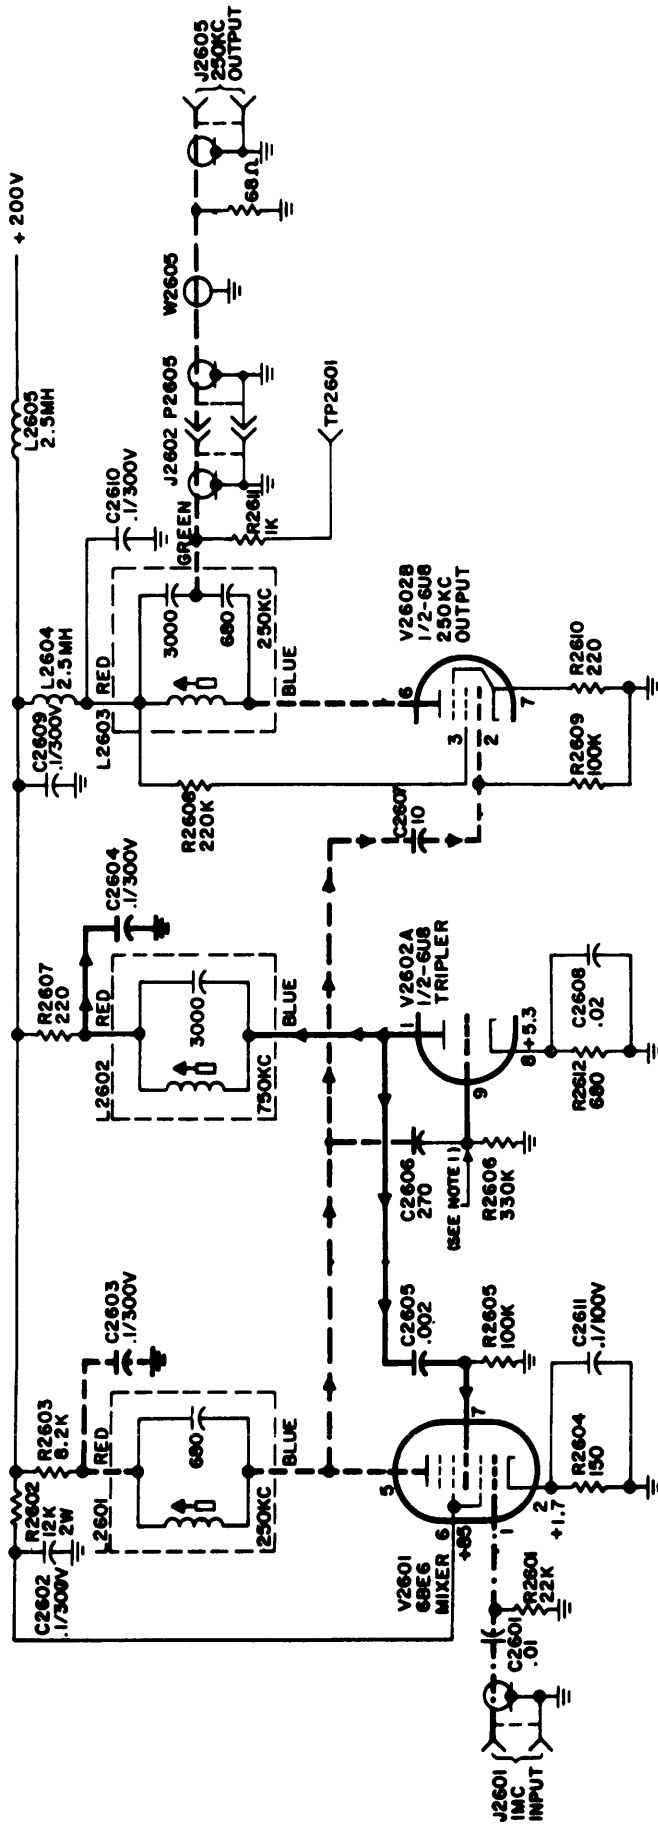 +200V
L2605
2.5MH
L2604
2.5MH
C2610
.1/300V
C2609
.1/300V
L2603
RED
3000
680
250KC
BLUE
GREEN
R2611
1K
TP2601
J2602
P2605
W2605
68Ω
J2605
250KC
OUTPUT
R2608
220K
C2607
10
V2602B
1/2-6U8
250KC
OUTPUT
6
3
2
7
R2609
100K
R2610
220
R2607
220
C2604
.1/300V
L2602
RED
3000
750KC
BLUE
V2602A
1/2-6U8
TRIPLER
1
9
8
+5.3
C2606
270
(SEE NOTE 1)
R2606
330K
R2612
680
C2608
.02
R2602
12K
2W
R2603
8.2K
C2602
.1/300V
C2603
.1/300V
L2601
RED
680
250KC
BLUE
C2605
.002
R2605
100K
V2601
6BE6
MIXER
5
6
+85
7
1
2
+1.7
R2604
150
C2611
.1/100V
R2601
22K
C2601
.01
J2601
1MC
INPUT